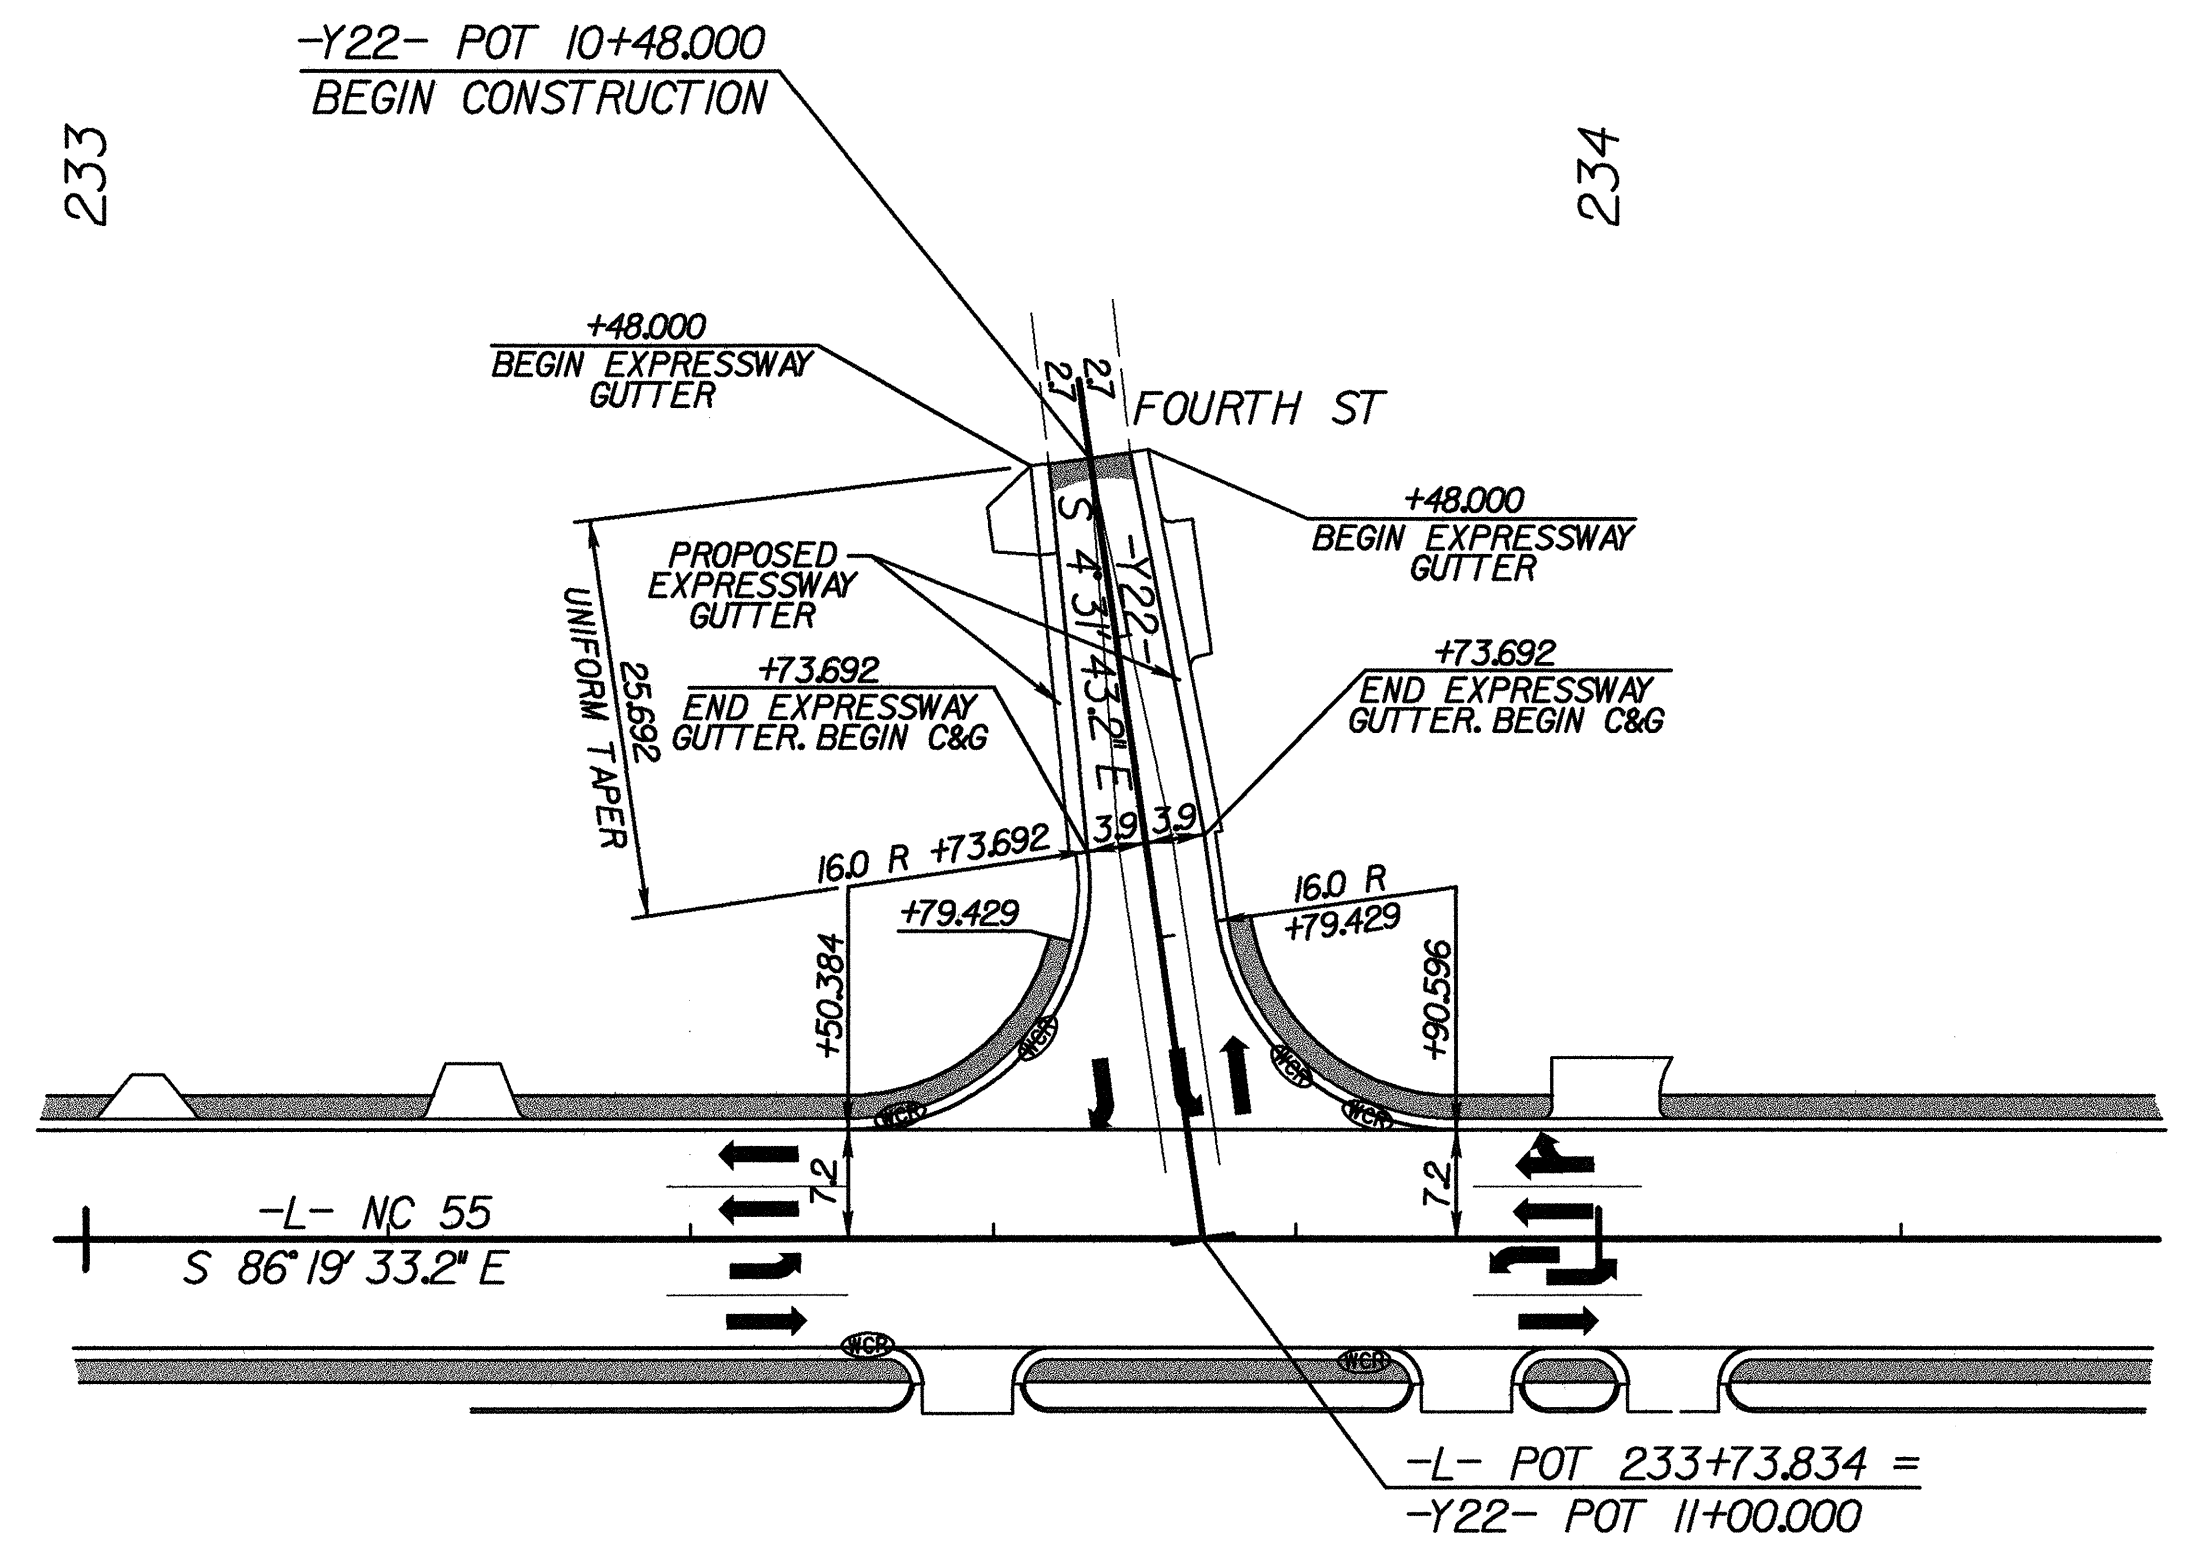 -Y22- POT 10+48.000
BEGIN CONSTRUCTION
233
234
+48.000
BEGIN EXPRESSWAY
GUTTER
2.7
2.7
FOURTH ST
+48.000
BEGIN EXPRESSWAY
GUTTER
PROPOSED
EXPRESSWAY
GUTTER
S 4° 31' 43.2" E
-Y22-
UNIFORM TAPER
25.692
+73.692
END EXPRESSWAY
GUTTER. BEGIN C&G
+73.692
END EXPRESSWAY
GUTTER. BEGIN C&G
3.9
3.9
16.0 R
+73.692
+79.429
16.0 R
+79.429
+50.384
+90.596
WCR
WCR
WCR
WCR
7.2
7.2
-L- NC 55
S 86° 19' 33.2" E
WCR
WCR
-L- POT 233+73.834 =
-Y22- POT 11+00.000